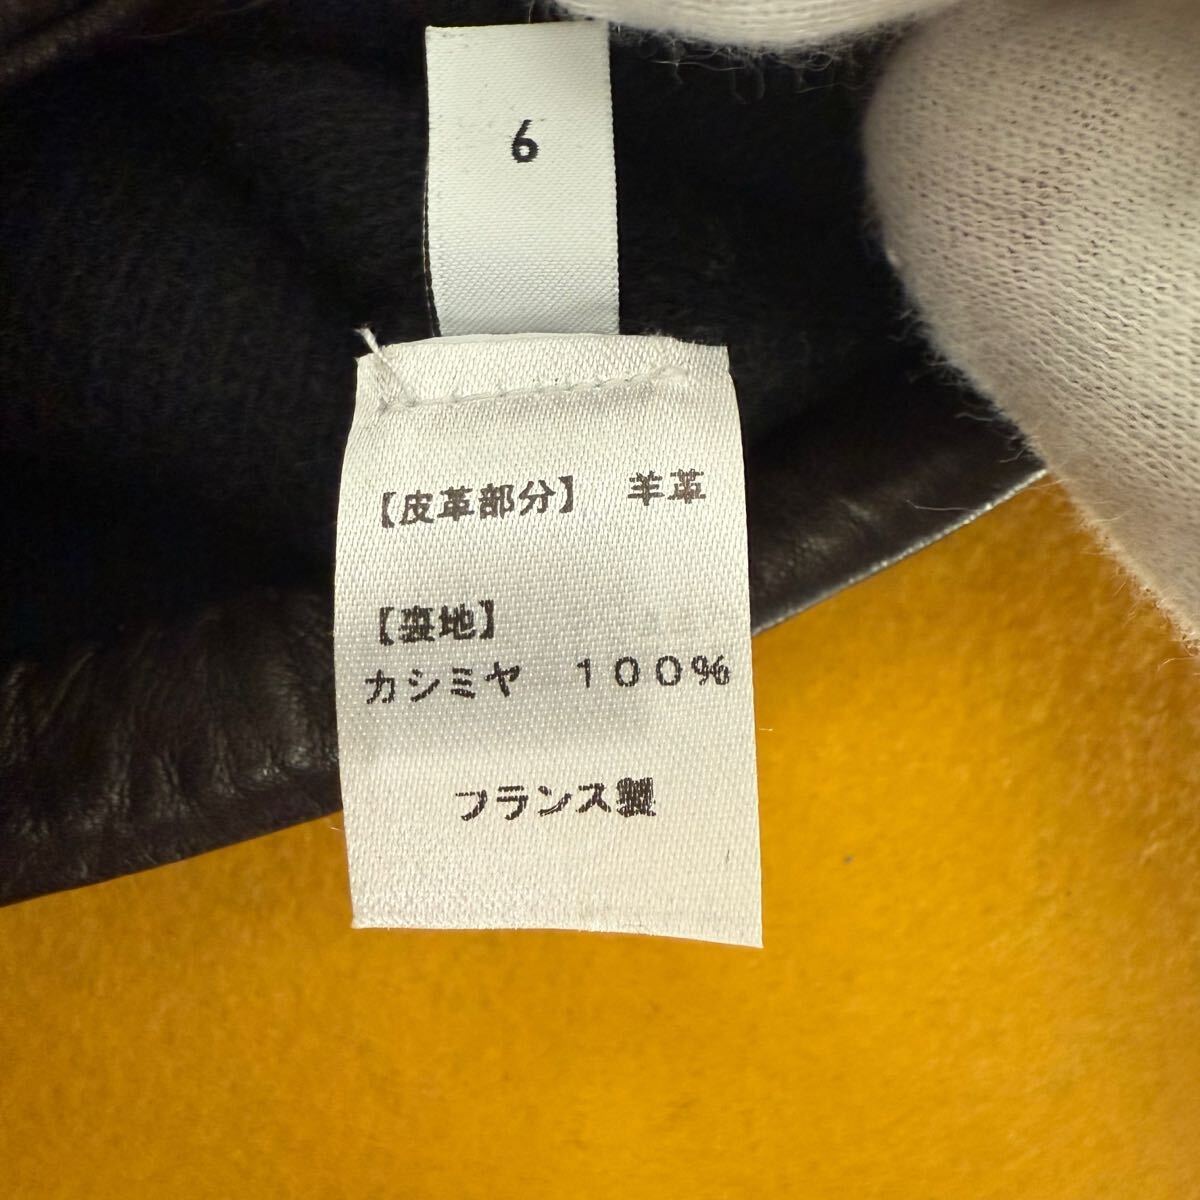 6
【皮革部分】　羊革
【裏地】
カシミヤ　１００％
フランス製